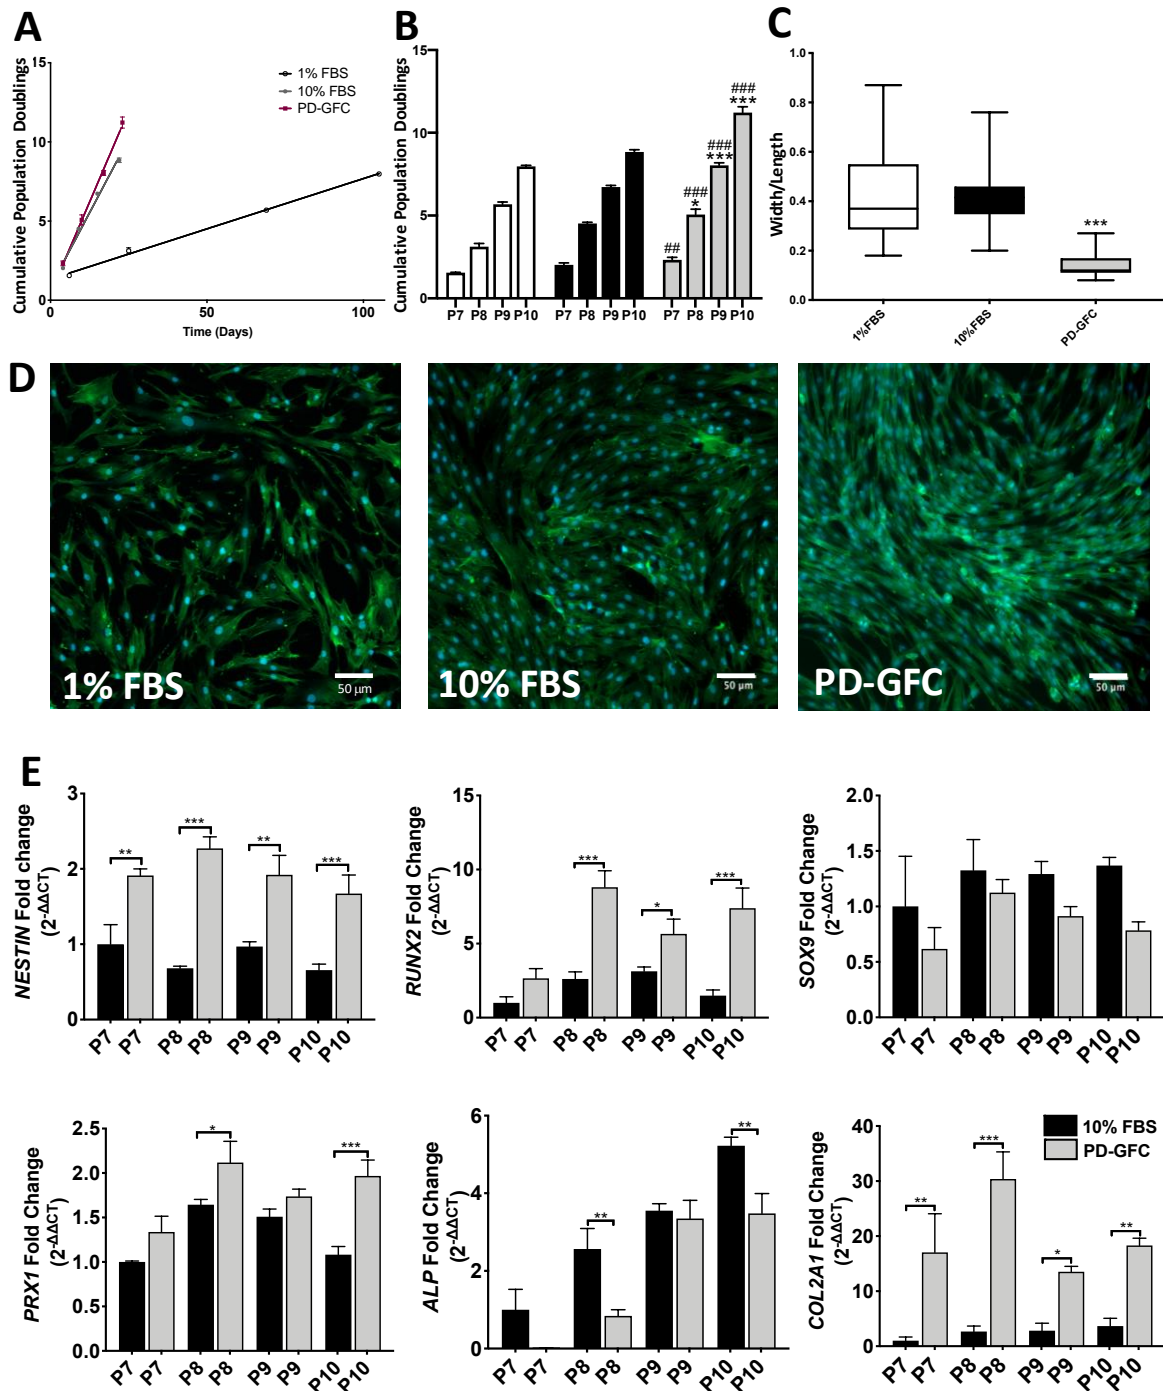 A
Cumulative Population Doublings
15
10
5
0
0
50
100
Time (Days)
1% FBS
10% FBS
PD-GFC
B
Cumulative Population Doublings
15
10
5
0
##
###
*
###
***
###
***
P7 P8 P9 P10 P7 P8 P9 P10 P7 P8 P9 P10
C
Width/Length
1.0
0.8
0.6
0.4
0.2
0.0
***
1%FBS
10%FBS
PD-GFC
D
1% FBS
50 µm
10% FBS
50 µm
PD-GFC
50 µm
E
NESTIN Fold change
(2-ΔΔCT)
3
2
1
0
** *** ** ***
P7 P7 P8 P8 P9 P9 P10 P10
RUNX2 Fold Change
(2-ΔΔCT)
15
10
5
0
*** * ***
P7 P7 P8 P8 P9 P9 P10 P10
SOX9 Fold Change
(2-ΔΔCT)
2.0
1.5
1.0
0.5
0.0
P7 P7 P8 P8 P9 P9 P10 P10
PRX1 Fold Change
(2-ΔΔCT)
2.5
2.0
1.5
1.0
0.5
0.0
* ***
P7 P7 P8 P8 P9 P9 P10 P10
ALP Fold Change
(2-ΔΔCT)
6
4
2
0
** **
P7 P7 P8 P8 P9 P9 P10 P10
COL2A1 Fold Change
(2-ΔΔCT)
40
30
20
10
0
** *** * **
10% FBS
PD-GFC
P7 P7 P8 P8 P9 P9 P10 P10